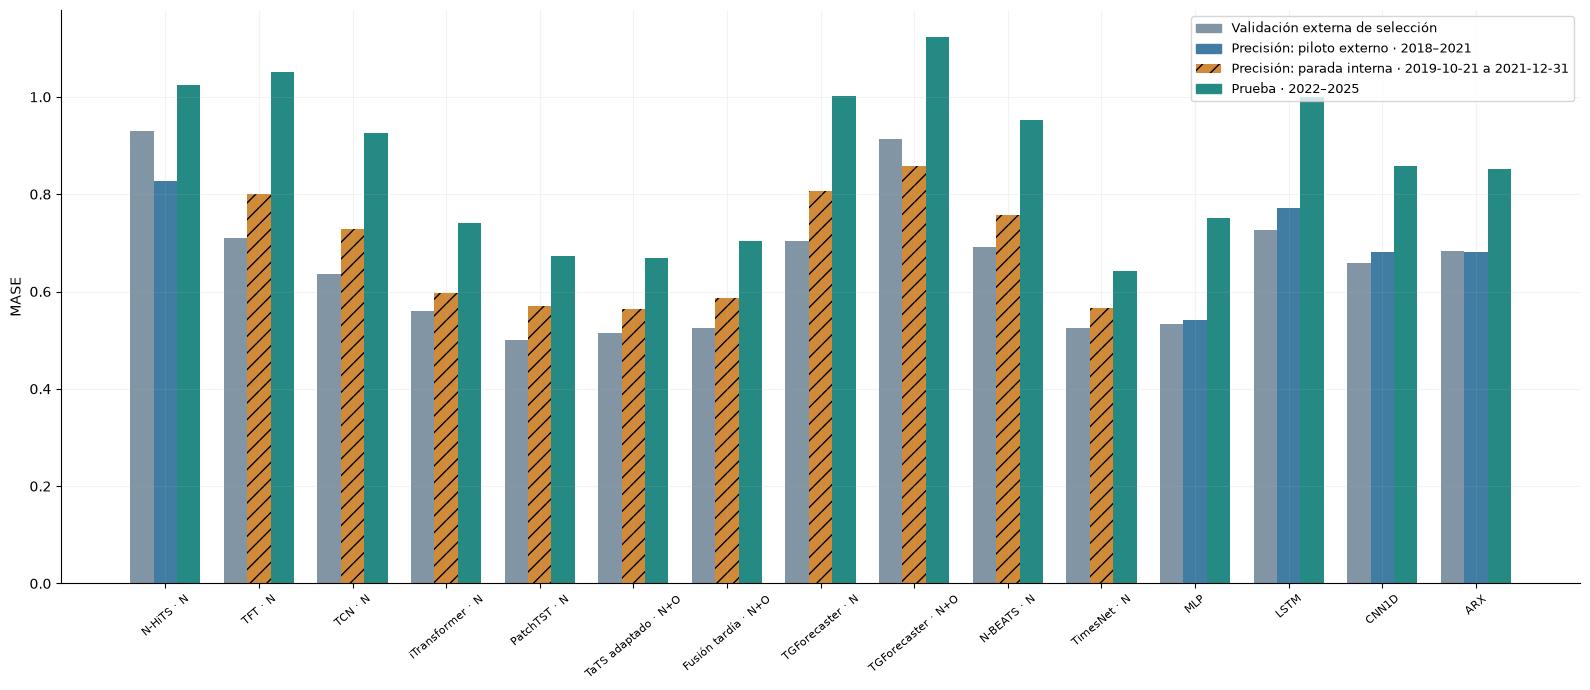 Validación externa de selección
Precisión: piloto externo · 2018–2021
Precisión: parada interna · 2019-10-21 a 2021-12-31
Prueba · 2022–2025
MASE
1.0
0.8
0.6
0.4
0.2
0.0
N-HiTS · N
TFT · N
TCN · N
iTransformer · N
PatchTST · N
TaTS adaptado · N+O
Fusión tardía · N+O
TGForecaster · N
TGForecaster · N+O
N-BEATS · N
TimesNet · N
MLP
LSTM
CNN1D
ARX